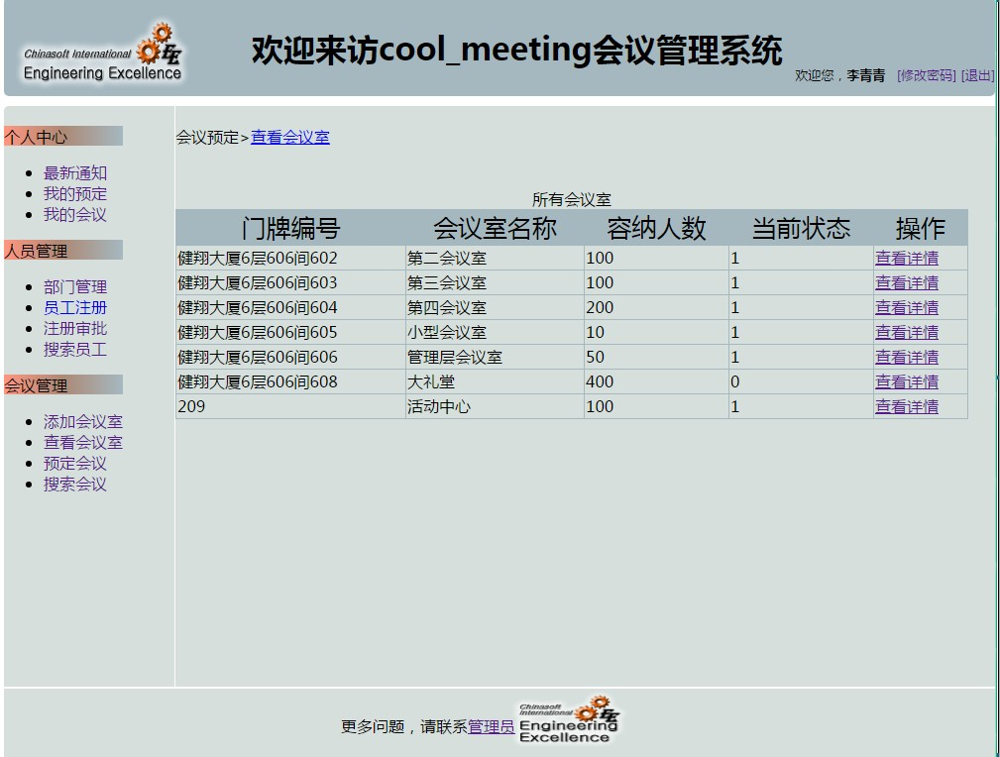 Chinasoft International
Engineering Excellence
欢迎来访cool_meeting会议管理系统
欢迎您，李青青 [修改密码] [退出]
个人中心
最新通知
我的预定
我的会议
人员管理
部门管理
员工注册
注册审批
搜索员工
会议管理
添加会议室
查看会议室
预定会议
搜索会议
会议预定>查看会议室
所有会议室
门牌编号 会议室名称 容纳人数 当前状态 操作
健翔大厦6层606间602 第二会议室 100 1 查看详情
健翔大厦6层606间603 第三会议室 100 1 查看详情
健翔大厦6层606间604 第四会议室 200 1 查看详情
健翔大厦6层606间605 小型会议室 10 1 查看详情
健翔大厦6层606间606 管理层会议室 50 1 查看详情
健翔大厦6层606间608 大礼堂 400 0 查看详情
209 活动中心 100 1 查看详情
更多问题，请联系管理员
Chinasoft
International
Engineering
Excellence